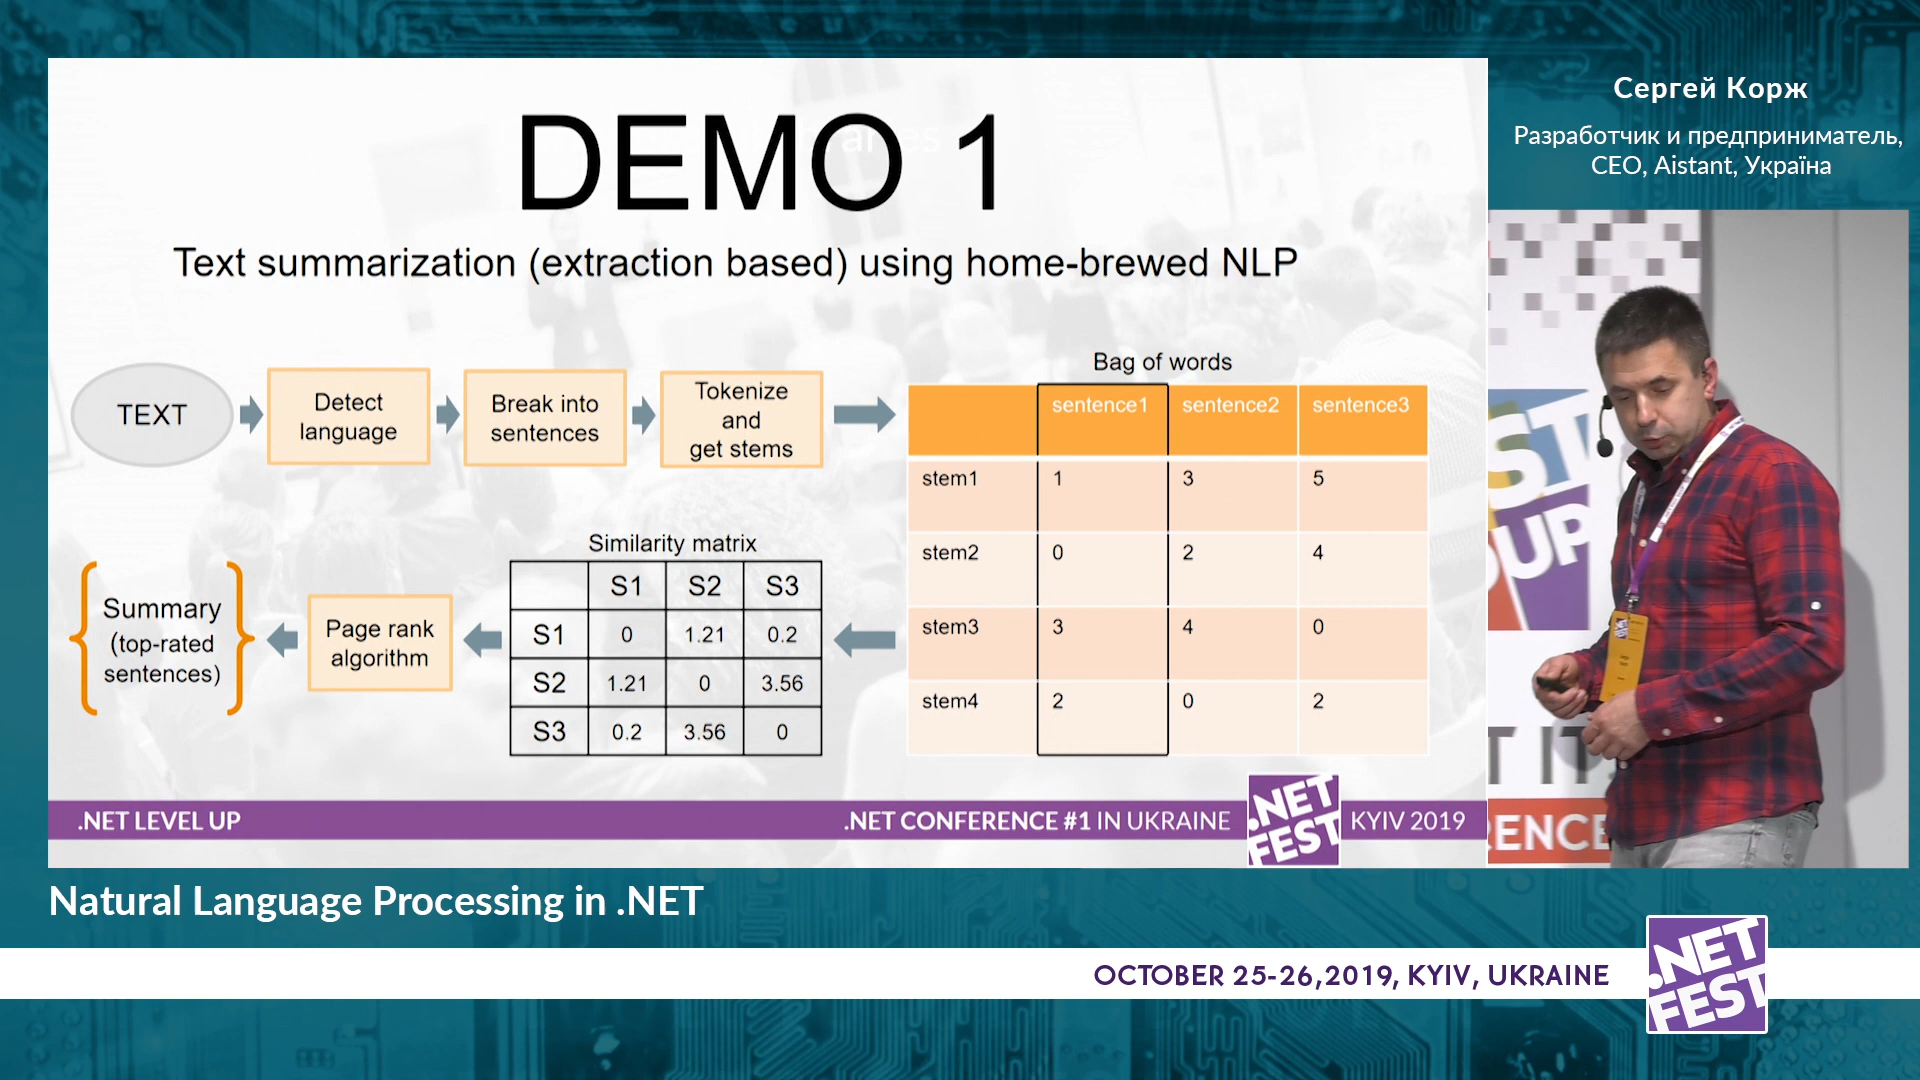 DEMO 1
Text summarization (extraction based) using home-brewed NLP
TEXT
Detect
language
Break into
sentences
Tokenize
and
get stems
Bag of words
sentence1 sentence2 sentence3
stem1 1 3 5
stem2 0 2 4
stem3 3 4 0
stem4 2 0 2
Similarity matrix
S1 S2 S3
S1 0 1.21 0.2
S2 1.21 0 3.56
S3 0.2 3.56 0
Page rank
algorithm
Summary
(top-rated
sentences)
.NET LEVEL UP
.NET CONFERENCE #1 IN UKRAINE
.NET
FEST
KYIV 2019
Сергей Корж
Разработчик и предприниматель,
CEO, Aistant, Україна
ST
OUP
T IT
RENCE
Natural Language Processing in .NET
OCTOBER 25-26,2019, KYIV, UKRAINE
.NET
FEST